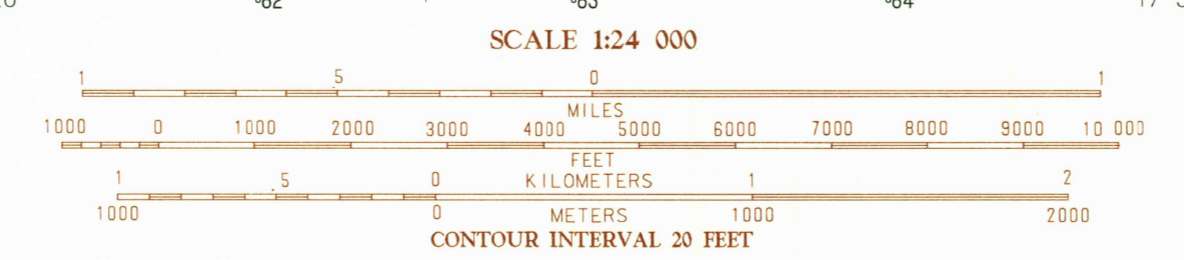 SCALE 1:24 000
1 .5 0 1
MILES
1000 0 1000 2000 3000 4000 5000 6000 7000 8000 9000 10 000
FEET
1 .5 0 KILOMETERS 1 2
1000 0 METERS 1000 2000
CONTOUR INTERVAL 20 FEET